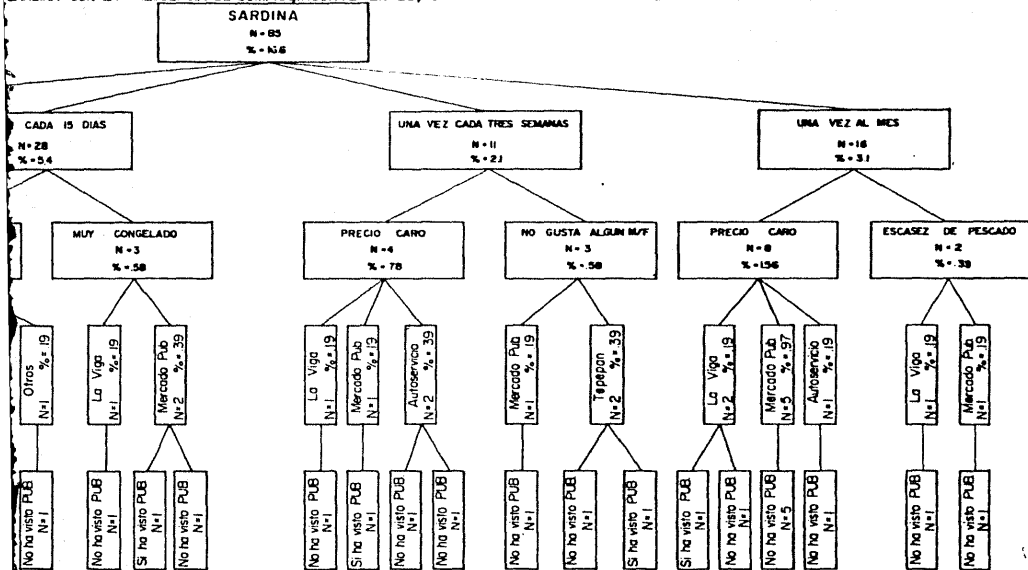 SARDINA
N=85
%=16.6
CADA 15 DIAS
N=28
%=5.4
UNA VEZ CADA TRES SEMANAS
N=11
%=2.1
UNA VEZ AL MES
N=16
%=3.1
MUY CONGELADO
N=3
%=.58
PRECIO CARO
N=4
%=.78
NO GUSTA ALGUN M/F
N=3
%=.58
PRECIO CARO
N=8
%=1.56
ESCASEZ DE PESCADO
N=2
%=.39
Otros
N=1 %=.19
La Viga
N=1 %=.19
Mercado Pub
N=2 %=.39
La Viga
N=1 %=.19
Mercado Pub
N=1 %=.19
Autoservicio
N=2 %=.39
Mercado Pub
N=1 %=.19
Tepepan
N=2 %=.39
La Viga
N=2 %=.19
Mercado Pub
N=5 %=.97
Autoservicio
N=1 %=.19
La Viga
N=1 %=.19
Mercado Pub
N=1 %=.19
No ha visto PUB
N=1
No ha visto PUB
N=1
Si ha visto PUB
N=1
No ha visto PUB
N=1
No ha visto PUB
N=1
Si ha visto PUB
N=1
No ha visto PUB
N=1
No ha visto PUB
N=1
No ha visto PUB
N=1
No ha visto PUB
N=1
Si ha visto PUB
N=1
Si ha visto PUB
N=1
No ha visto PUB
N=1
No ha visto PUB
N=5
No ha visto PUB
N=1
No ha visto PUB
N=1
No ha visto PUB
N=1